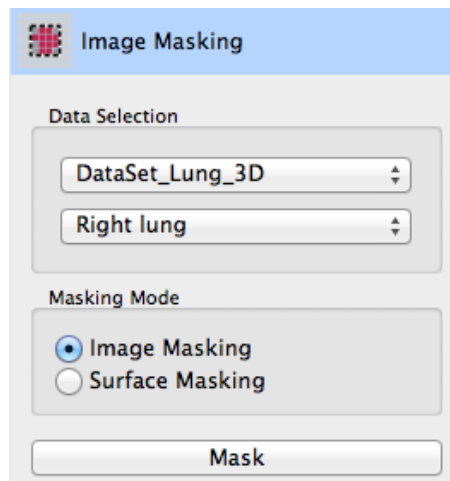 Image Masking
Data Selection
DataSet_Lung_3D
Right lung
Masking Mode
Image Masking
Surface Masking
Mask